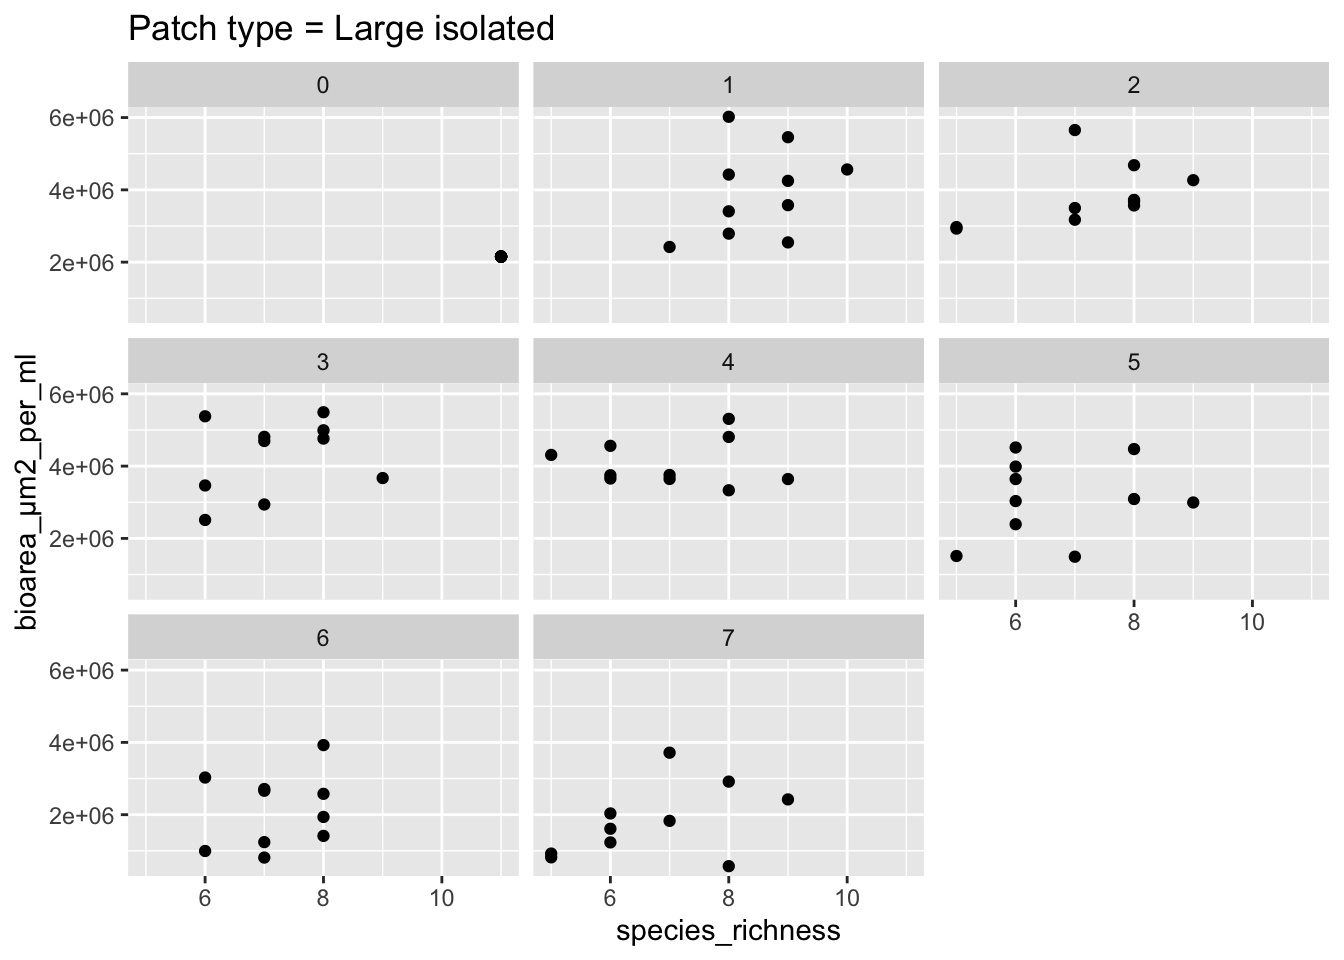 Patch type = Large isolated
0 1 2
6e+06
4e+06
2e+06
3 4 5
6e+06
4e+06
2e+06
6 8 10
6 7
6e+06
4e+06
2e+06
6 8 10 6 8 10
species_richness
bioarea_µm2_per_ml